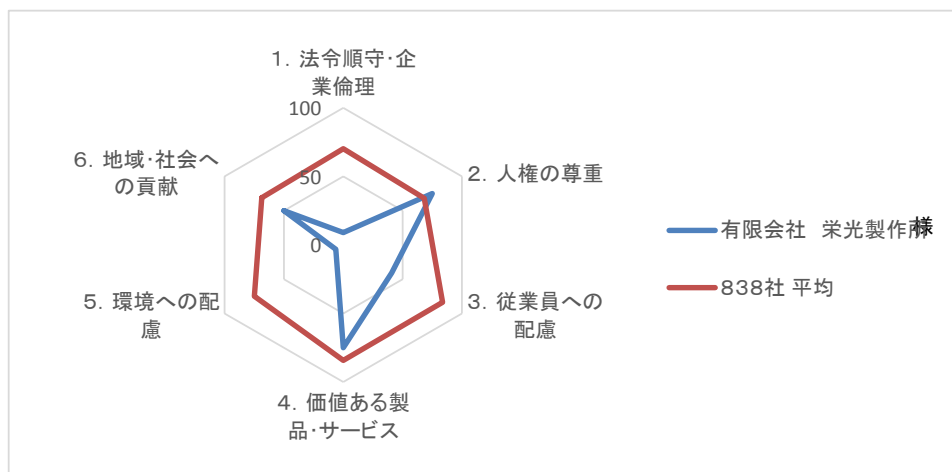 1. 法令順守･企
業倫理
100
50
0
2. 人権の尊重
3. 従業員への
配慮
4. 価値ある製
品･サービス
5. 環境への配
慮
6. 地域･社会へ
の貢献
有限会社　栄光製作所様
838社 平均